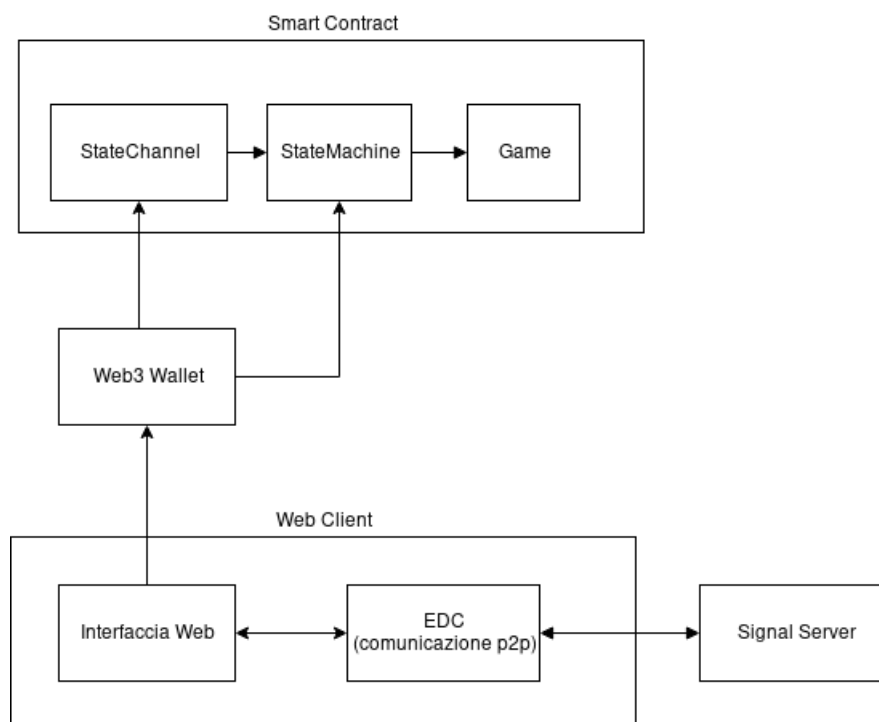 Smart Contract
StateChannel
StateMachine
Game
Web3 Wallet
Web Client
Interfaccia Web
EDC
(comunicazione p2p)
Signal Server